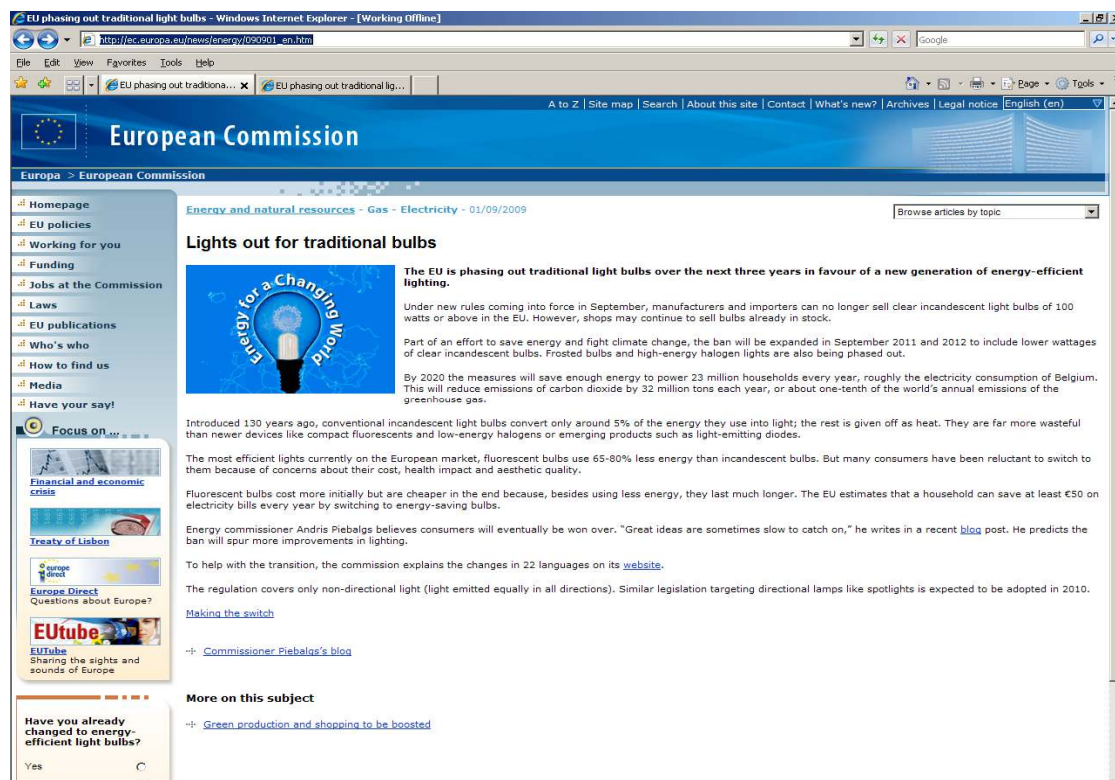 EU phasing out traditional light bulbs - Windows Internet Explorer - [Working Offline]
http://ec.europa.eu/news/energy/090901_en.htm
Google
File Edit View Favorites Tools Help
EU phasing out traditiona... EU phasing out traditional lig...
Page Tools
A to Z | Site map | Search | About this site | Contact | What's new? | Archives | Legal notice English (en)
European Commission
Europa > European Commission
Homepage
EU policies
Working for you
Funding
Jobs at the Commission
Laws
EU publications
Who's who
How to find us
Media
Have your say!
Focus on ...
Financial and economic
crisis
Treaty of Lisbon
europe
direct
Europe Direct
Questions about Europe?
EUtube
EUTube
Sharing the sights and
sounds of Europe
Have you already
changed to energy-
efficient light bulbs?
Yes
Energy and natural resources - Gas - Electricity - 01/09/2009
Browse articles by topic
Lights out for traditional bulbs
Energy for a Changing World
The EU is phasing out traditional light bulbs over the next three years in favour of a new generation of energy-efficient
lighting.
Under new rules coming into force in September, manufacturers and importers can no longer sell clear incandescent light bulbs of 100
watts or above in the EU. However, shops may continue to sell bulbs already in stock.
Part of an effort to save energy and fight climate change, the ban will be expanded in September 2011 and 2012 to include lower wattages
of clear incandescent bulbs. Frosted bulbs and high-energy halogen lights are also being phased out.
By 2020 the measures will save enough energy to power 23 million households every year, roughly the electricity consumption of Belgium.
This will reduce emissions of carbon dioxide by 32 million tons each year, or about one-tenth of the world's annual emissions of the
greenhouse gas.
Introduced 130 years ago, conventional incandescent light bulbs convert only around 5% of the energy they use into light; the rest is given off as heat. They are far more wasteful
than newer devices like compact fluorescents and low-energy halogens or emerging products such as light-emitting diodes.
The most efficient lights currently on the European market, fluorescent bulbs use 65-80% less energy than incandescent bulbs. But many consumers have been reluctant to switch to
them because of concerns about their cost, health impact and aesthetic quality.
Fluorescent bulbs cost more initially but are cheaper in the end because, besides using less energy, they last much longer. The EU estimates that a household can save at least €50 on
electricity bills every year by switching to energy-saving bulbs.
Energy commissioner Andris Piebalgs believes consumers will eventually be won over. "Great ideas are sometimes slow to catch on," he writes in a recent blog post. He predicts the
ban will spur more improvements in lighting.
To help with the transition, the commission explains the changes in 22 languages on its website.
The regulation covers only non-directional light (light emitted equally in all directions). Similar legislation targeting directional lamps like spotlights is expected to be adopted in 2010.
Making the switch
Commissioner Piebalgs's blog
More on this subject
Green production and shopping to be boosted